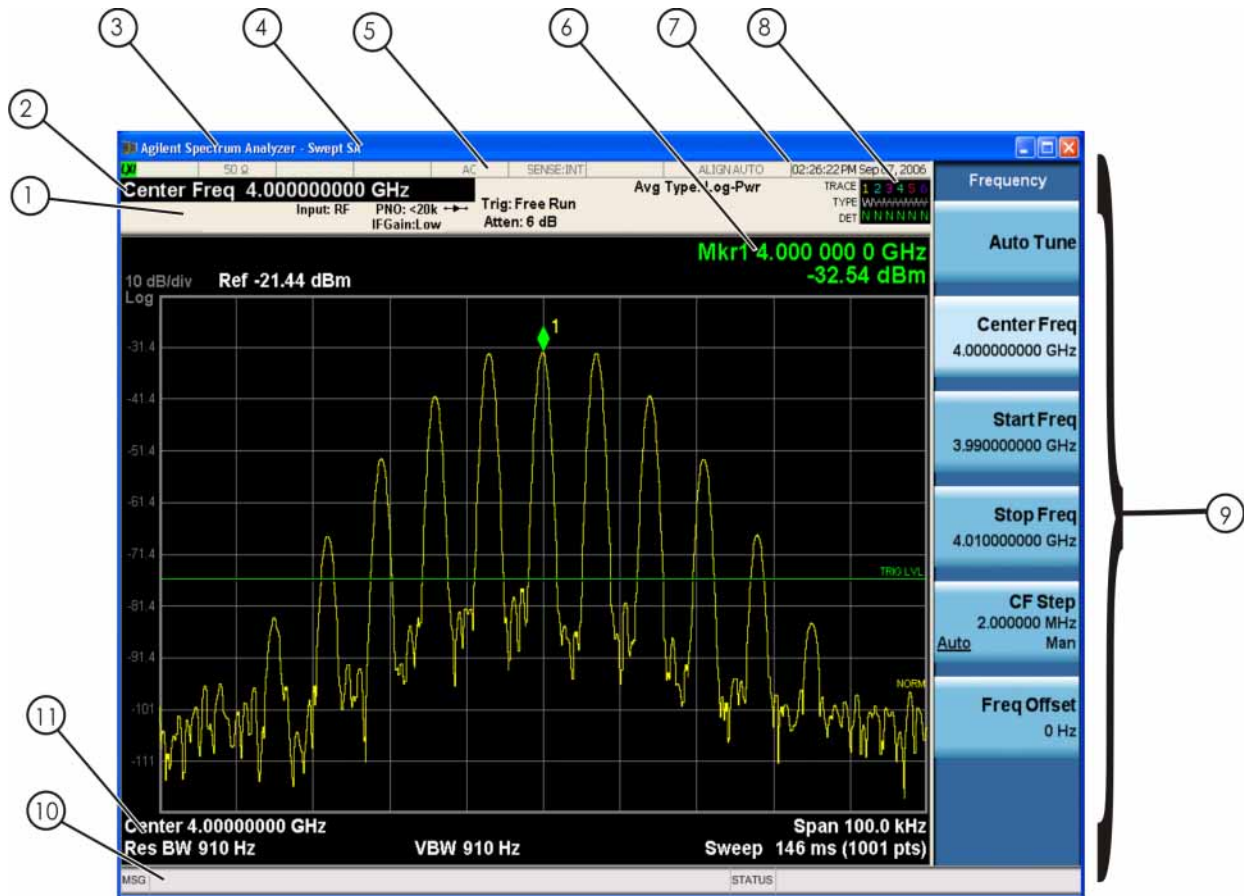 3
4
5
6
7
8
2
1
Agilent Spectrum Analyzer - Swept SA
LXI 50 Ω AC SENSE:INT ALIGN AUTO 02:26:22 PM Sep 07, 2006
Center Freq 4.000000000 GHz
Input: RF PNO: <20k
IFGain:Low
Trig: Free Run
Atten: 6 dB
Avg Type: Log-Pwr
TRACE 1 2 3 4 5 6
TYPE
DET N N N N N N
Mkr1 4.000 000 0 GHz
-32.54 dBm
10 dB/div
Log
Ref -21.44 dBm
1
-31.4
-41.4
-51.4
-61.4
-71.4
TRIG LVL
-81.4
-91.4
NORM
-101
-111
Center 4.00000000 GHz
Span 100.0 kHz
Res BW 910 Hz
VBW 910 Hz
Sweep 146 ms (1001 pts)
MSG
STATUS
Frequency
Auto Tune
Center Freq
4.000000000 GHz
Start Freq
3.990000000 GHz
Stop Freq
4.010000000 GHz
CF Step
2.000000 MHz
Auto Man
Freq Offset
0 Hz
9
11
10